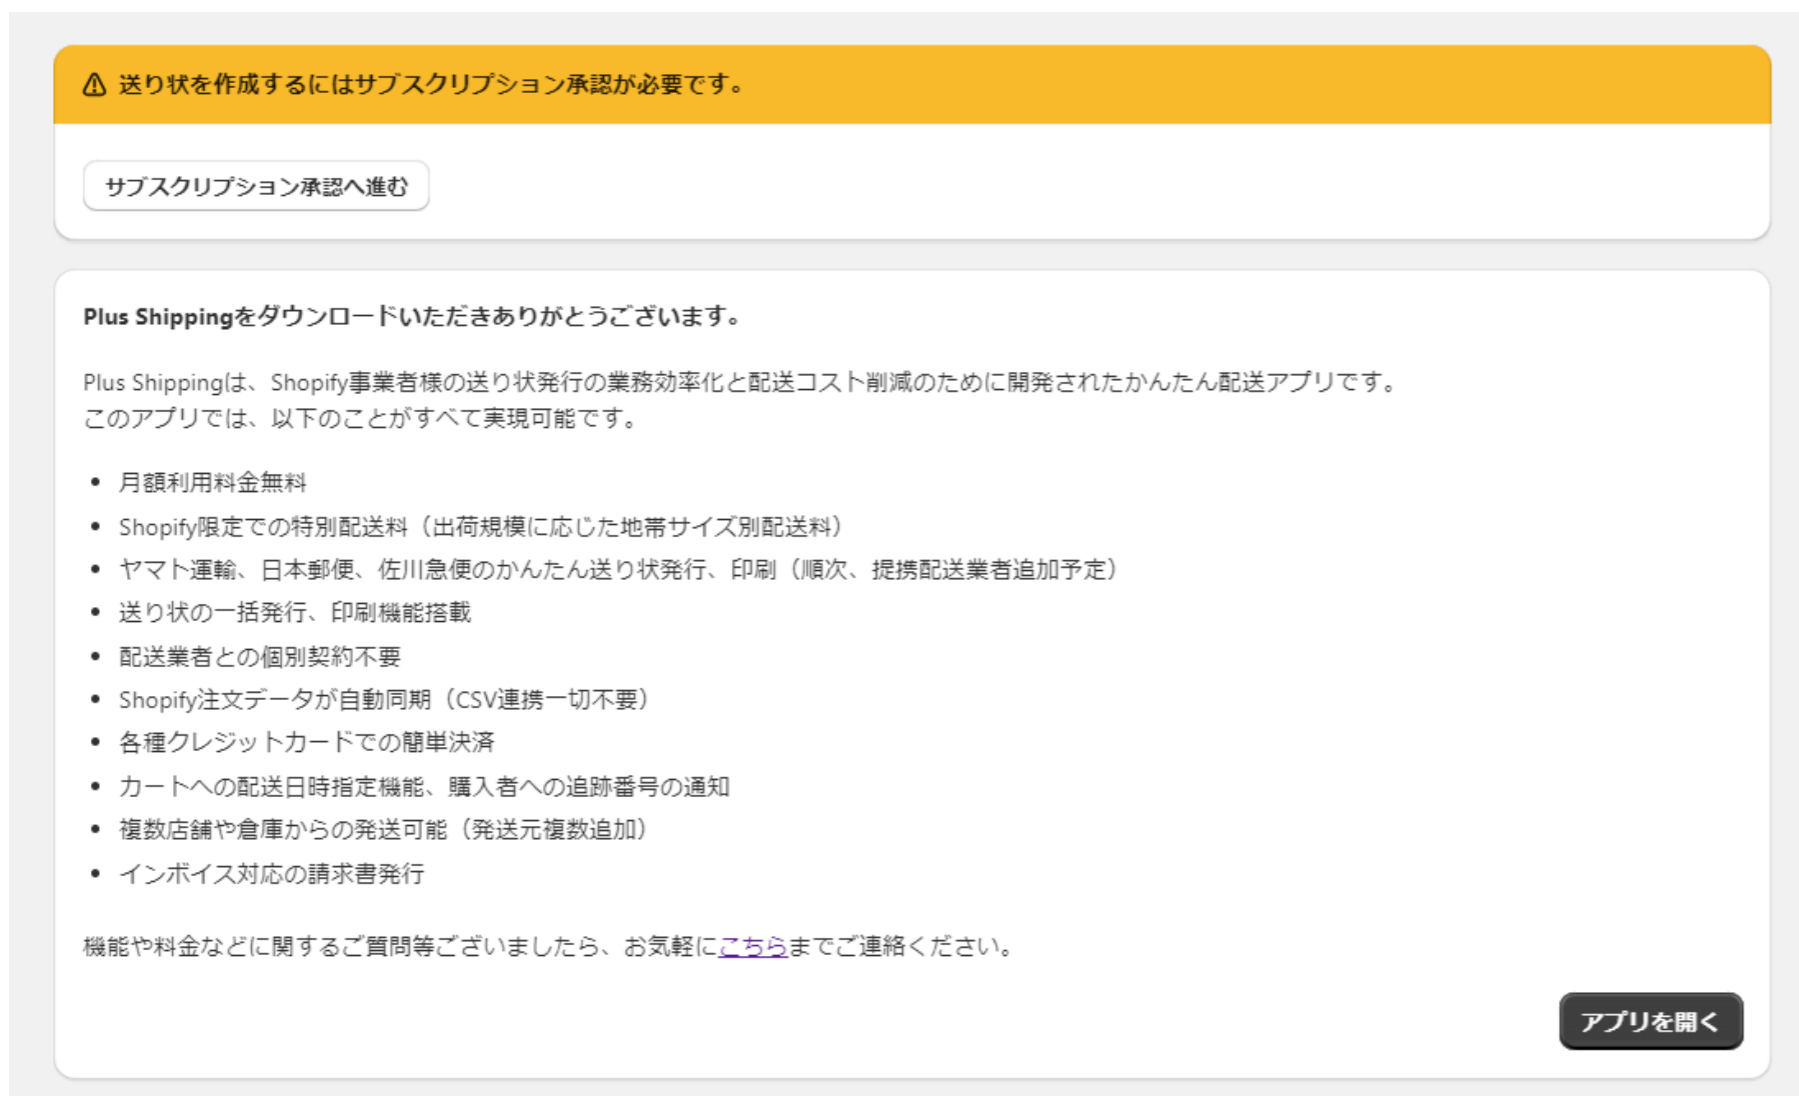 送り状を作成するにはサブスクリプション承認が必要です。
サブスクリプション承認へ進む
Plus Shippingをダウンロードいただきありがとうございます。
Plus Shippingは、Shopify事業者様の送り状発行の業務効率化と配送コスト削減のために開発されたかんたん配送アプリです。
このアプリでは、以下のことがすべて実現可能です。
• 月額利用料金無料
• Shopify限定での特別配送料（出荷規模に応じた地帯サイズ別配送料）
• ヤマト運輸、日本郵便、佐川急便のかんたん送り状発行、印刷（順次、提携配送業者追加予定）
• 送り状の一括発行、印刷機能搭載
• 配送業者との個別契約不要
• Shopify注文データが自動同期（CSV連携一切不要）
• 各種クレジットカードでの簡単決済
• カートへの配送日時指定機能、購入者への追跡番号の通知
• 複数店舗や倉庫からの発送可能（発送元複数追加）
• インボイス対応の請求書発行
機能や料金などに関するご質問等ございましたら、お気軽にこちらまでご連絡ください。
アプリを開く